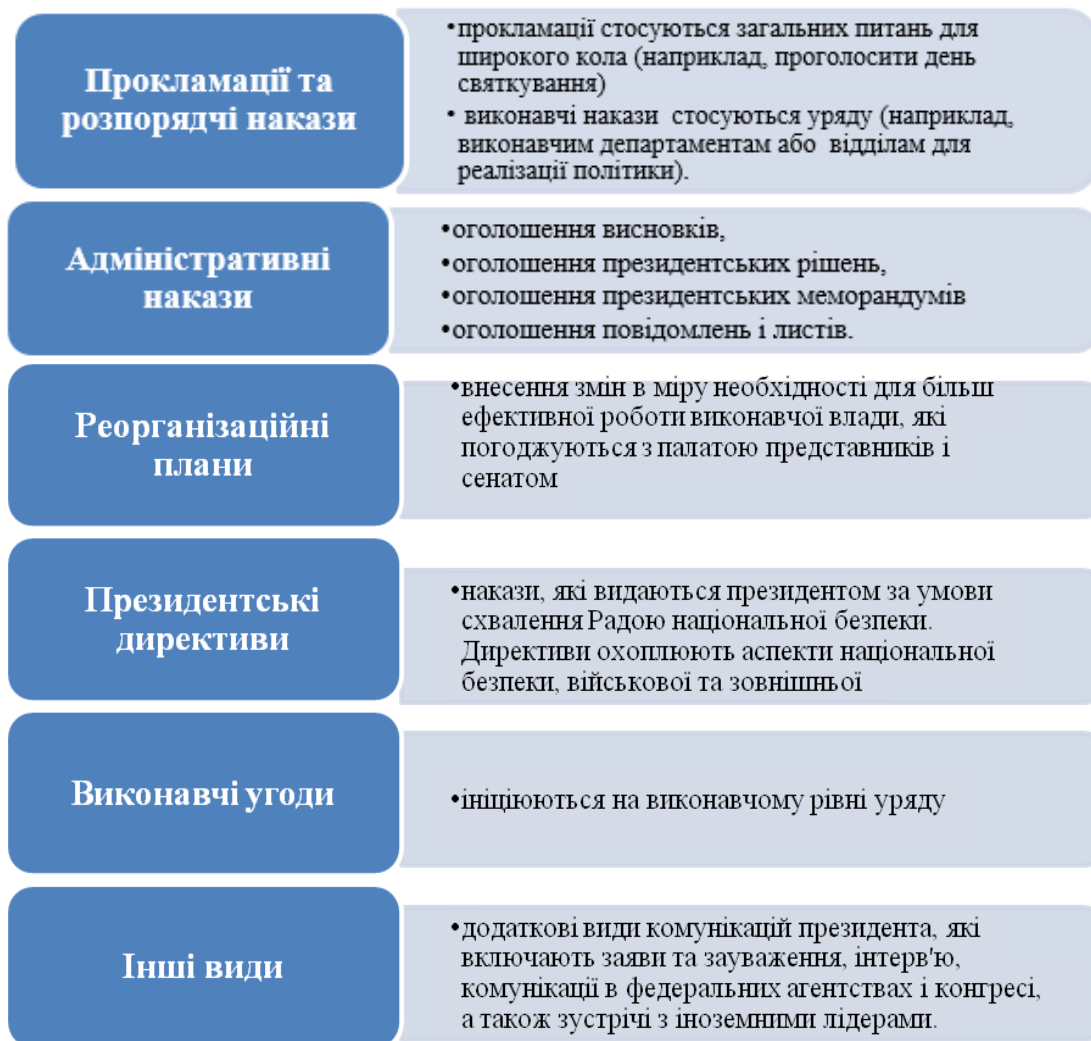 Прокламації та
розпорядчі накази
•прокламації стосуються загальних питань для
широкого кола (наприклад, проголосити день
святкування)
• виконавчі накази стосуються уряду (наприклад,
виконавчим департаментам або відділам для
реалізації політики).
Адміністративні
накази
•оголошення висновків,
•оголошення президентських рішень,
•оголошення президентських меморандумів
•оголошення повідомлень і листів.
Реорганізаційні
плани
•внесення змін в міру необхідності для більш
ефективної роботи виконавчої влади, які
погоджуються з палатою представників і
сенатом
Президентські
директиви
•накази, які видаються президентом за умови
схвалення Радою національної безпеки.
Директиви охоплюють аспекти національної
безпеки, військової та зовнішньої
Виконавчі угоди
•ініціюються на виконавчому рівні уряду
Інші види
•додаткові види комунікацій президента, які
включають заяви та зауваження, інтерв'ю,
комунікації в федеральних агентствах і конгресі,
а також зустрічі з іноземними лідерами.